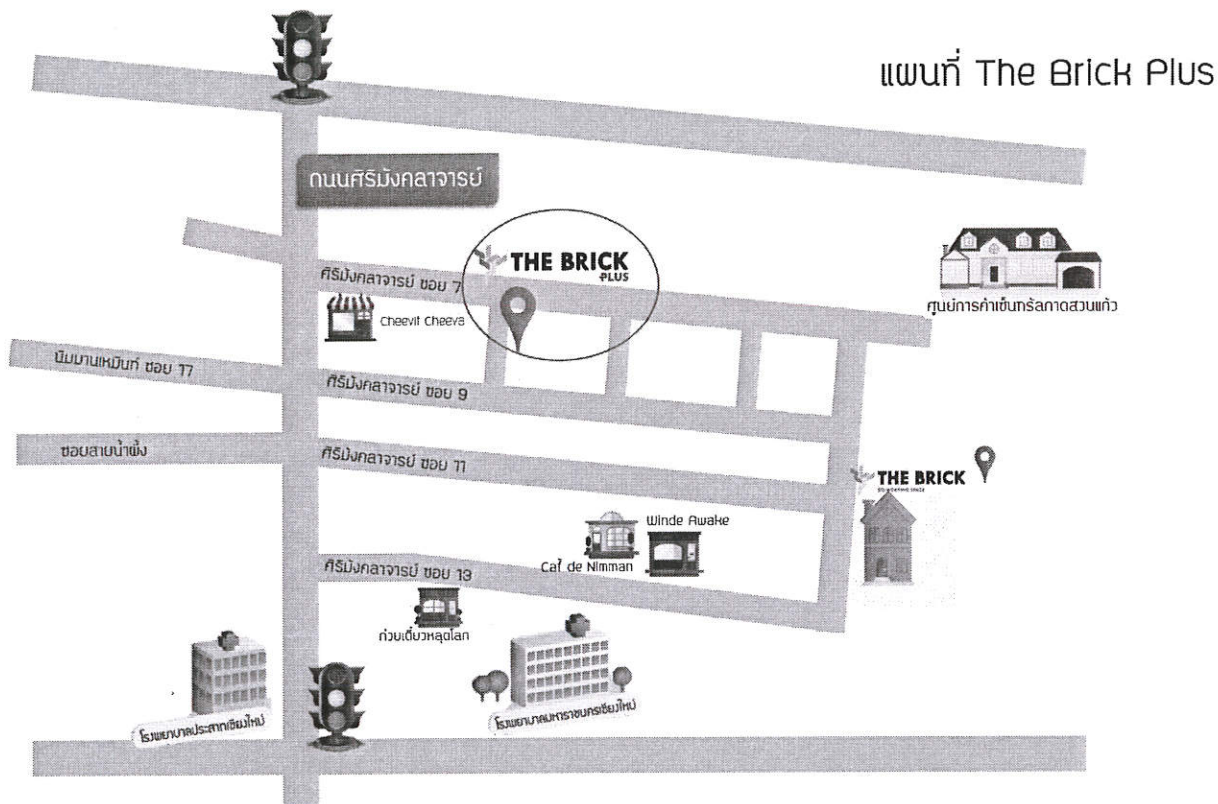 แผนที่ The Brick Plus
ถนนศิริมังคลาจารย์
THE BRICK
PLUS
ศิริมังคลาจารย์ ซอย 7
ศูนย์การค้าเซ็นทรัลกาดสวนแก้ว
Cheevit Cheeva
นิมมานเหมินท์ ซอย 17
ศิริมังคลาจารย์ ซอย 9
ซอยสายน้ำผึ้ง
ศิริมังคลาจารย์ ซอย 11
THE BRICK
CO-WORKING SPACE
Winde Awake
Caf de Nimman
ศิริมังคลาจารย์ ซอย 13
ก๋วยเตี๋ยวหลุดโลก
โรงพยาบาลประสาทเชียงใหม่
โรงพยาบาลมหาราชนครเชียงใหม่